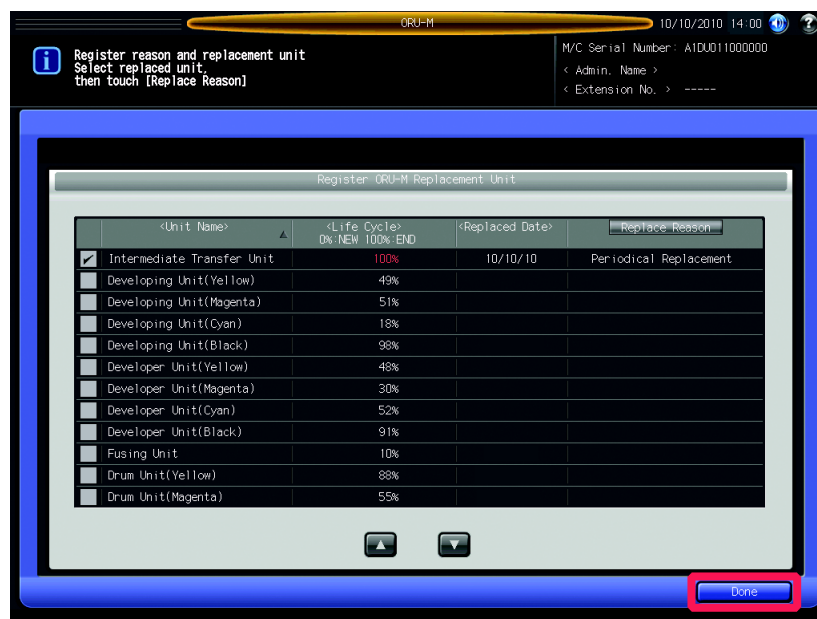 ORU-M
10/10/2010 14:00
Register reason and replacement unit
Select replaced unit,
then touch [Replace Reason]
M/C Serial Number: A1DU011000000
< Admin. Name >
< Extension No. > -----
Register ORU-M Replacement Unit
<Unit Name> <Life Cycle> <Replaced Date> Replace Reason
0%:NEW 100%:END
Intermediate Transfer Unit 100% 10/10/10 Periodical Replacement
Developing Unit(Yellow) 49%
Developing Unit(Magenta) 51%
Developing Unit(Cyan) 18%
Developing Unit(Black) 98%
Developer Unit(Yellow) 48%
Developer Unit(Magenta) 30%
Developer Unit(Cyan) 52%
Developer Unit(Black) 91%
Fusing Unit 10%
Drum Unit(Yellow) 88%
Drum Unit(Magenta) 55%
Done